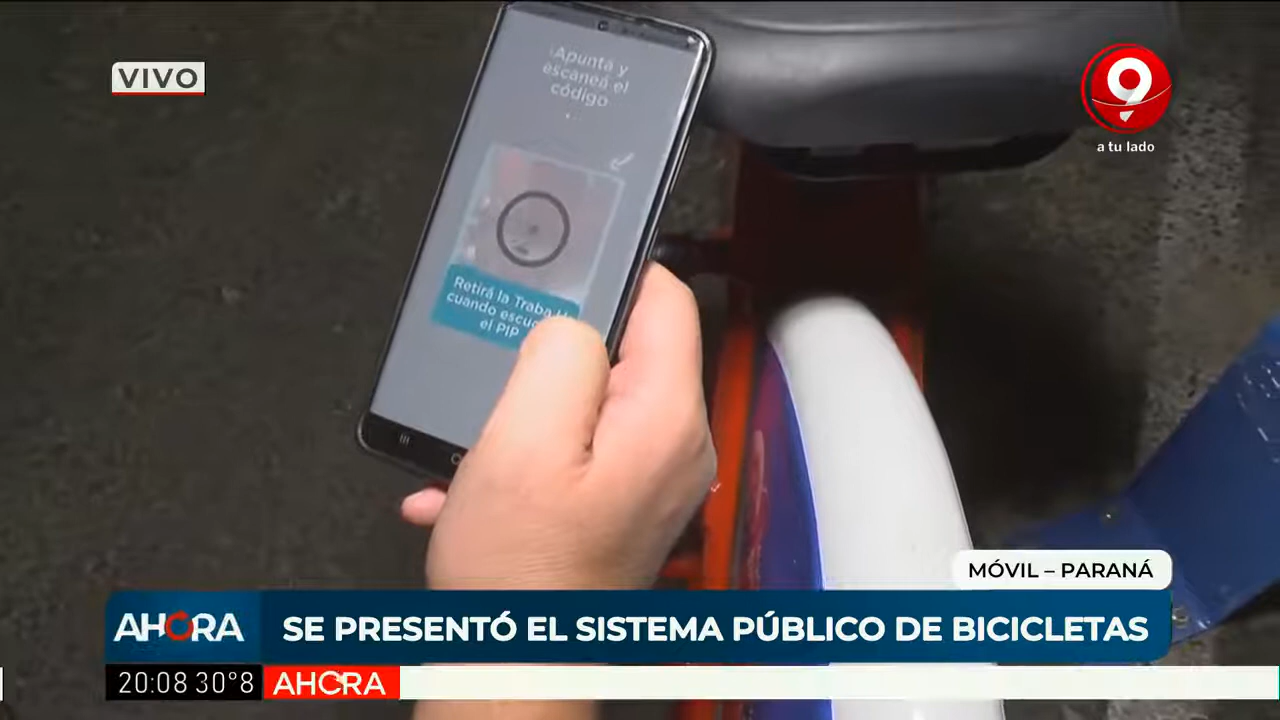 VIVO
¡Apunta y
escaneá el
código
9
a tu lado
Retirá la Traba
cuando
el PIP
MÓVIL – PARANÁ
AHORA
SE PRESENTÓ EL SISTEMA PÚBLICO DE BICICLETAS
20:08 30°8
AHORA